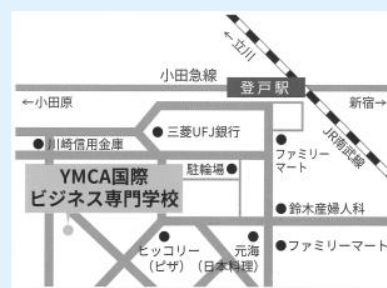 ←立川
小田急線
登戸駅
←小田原
新宿→
JR南武線
三菱UFJ銀行
川崎信用金庫
ファミリー
マート
駐輪場
YMCA国際
ビジネス専門学校
鈴木産婦人科
ヒッコリー
(ピザ)
元海
(日本料理)
ファミリーマート